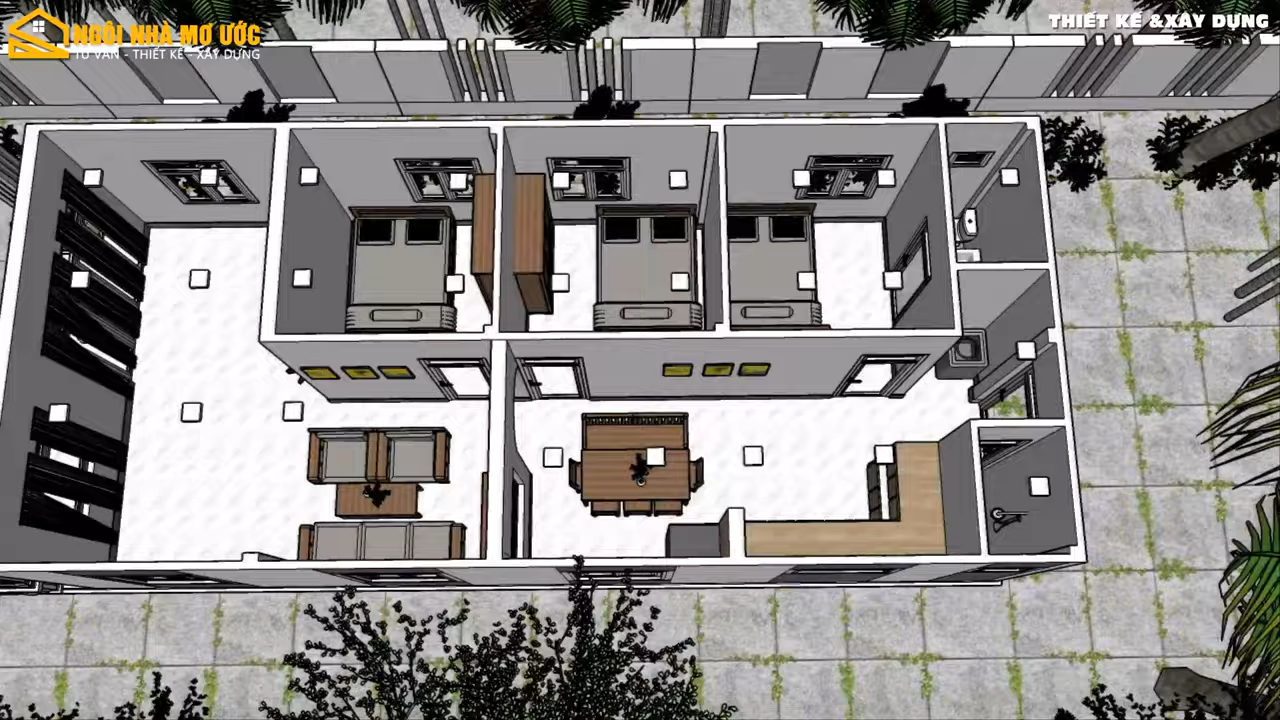 NGÔI NHÀ MƠ ƯỚC
TƯ VẤN - THIẾT KẾ - XÂY DỰNG
THIẾT KẾ &XÂY DỰNG